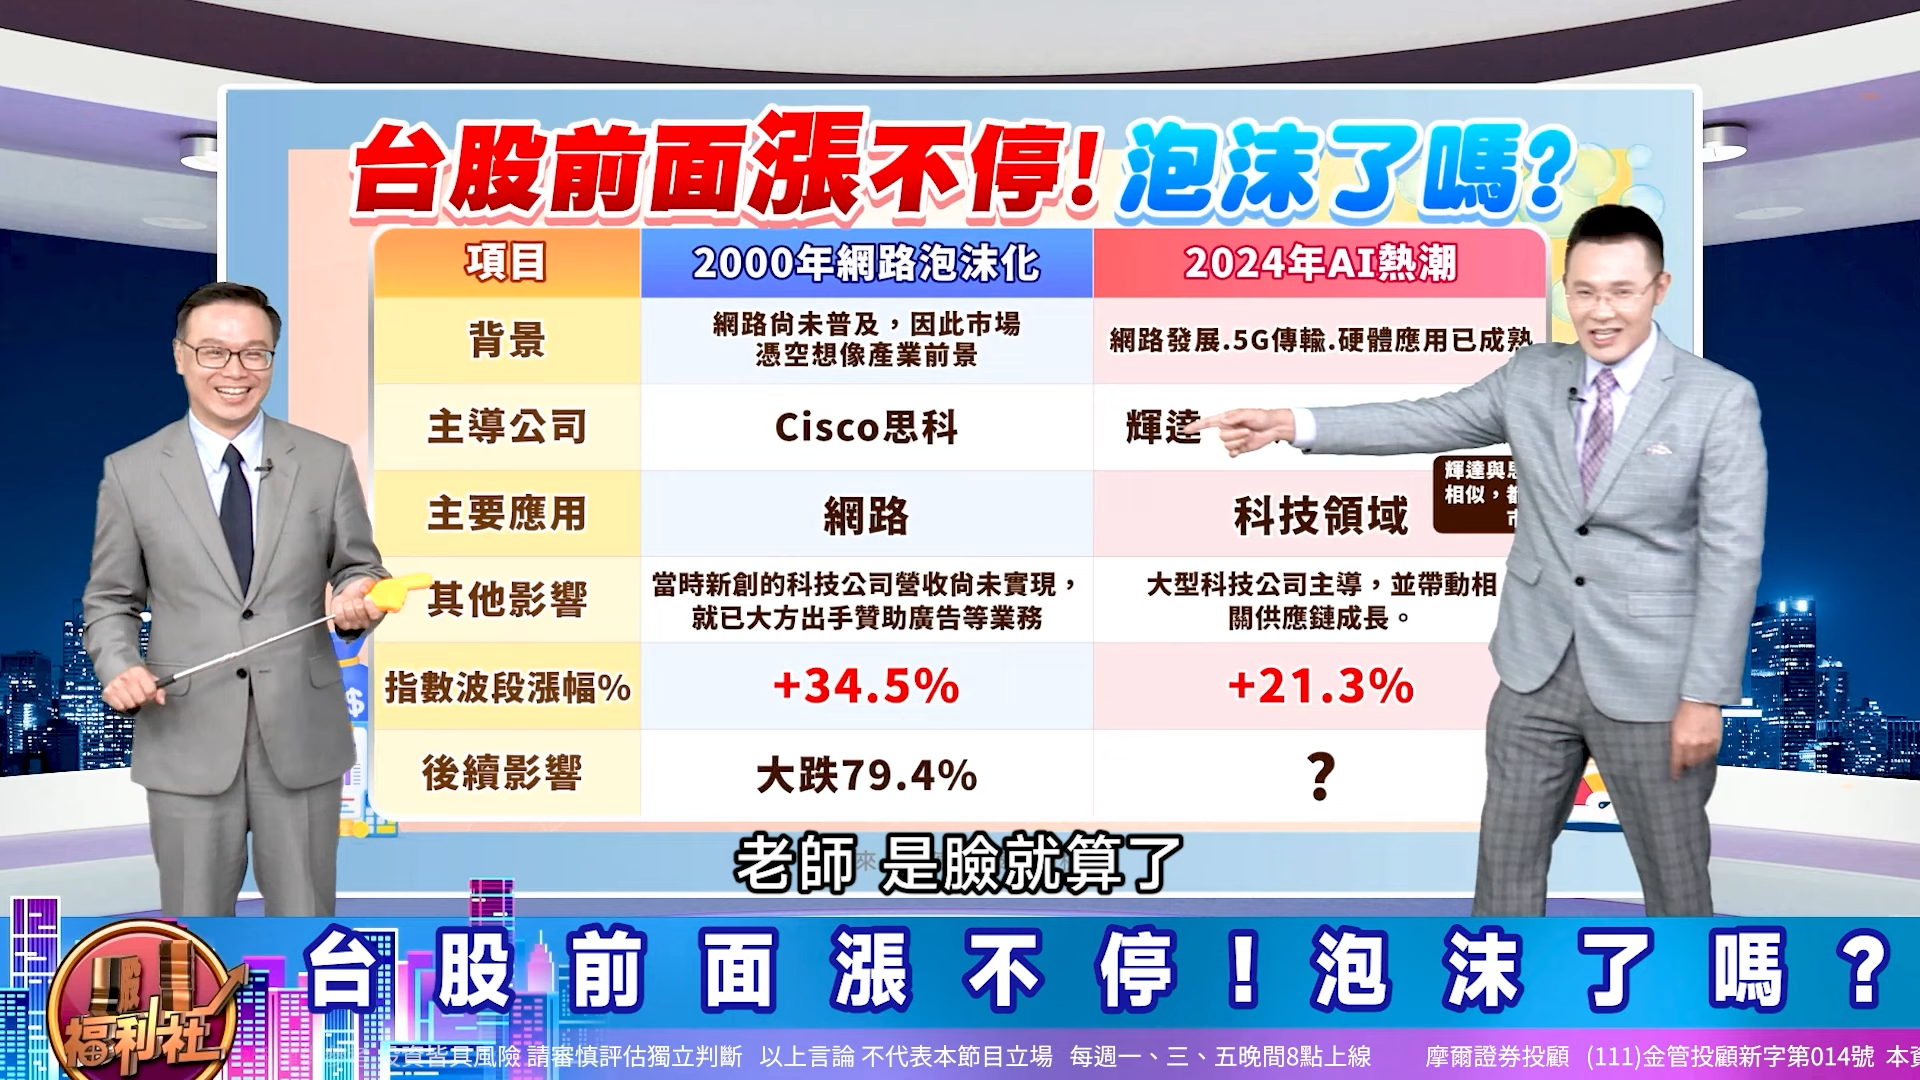 台股前面漲不停!泡沫了嗎?
項目
2000年網路泡沫化
2024年AI熱潮
背景
網路尚未普及，因此市場
憑空想像產業前景
網路發展.5G傳輸.硬體應用已成熟
主導公司
Cisco思科
輝達
主要應用
網路
科技領域
輝達與思
相似，都
市
其他影響
當時新創的科技公司營收尚未實現，
就已大方出手贊助廣告等業務
大型科技公司主導，並帶動相
關供應鏈成長。
指數波段漲幅%
+34.5%
+21.3%
後續影響
大跌79.4%
?
老師 是臉就算了
台股前面漲不停!泡沫了嗎?
股
福利社
投資皆具風險 請審慎評估獨立判斷 以上言論 不代表本節目立場 每週一、三、五晚間8點上線 摩爾證券投顧 (111)金管投顧新字第014號 本資